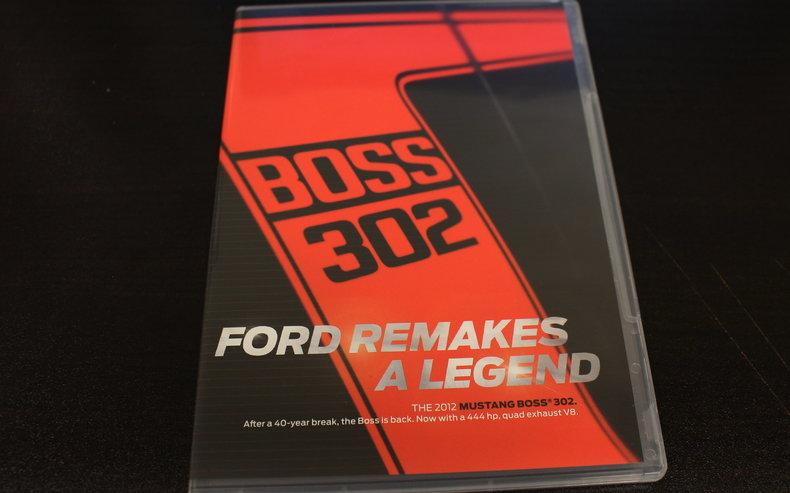 BOSS
302
FORD REMAKES
A LEGEND
THE 2012 MUSTANG BOSS® 302.
After a 40-year break, the Boss is back. Now with a 444 hp, quad exhaust V8.